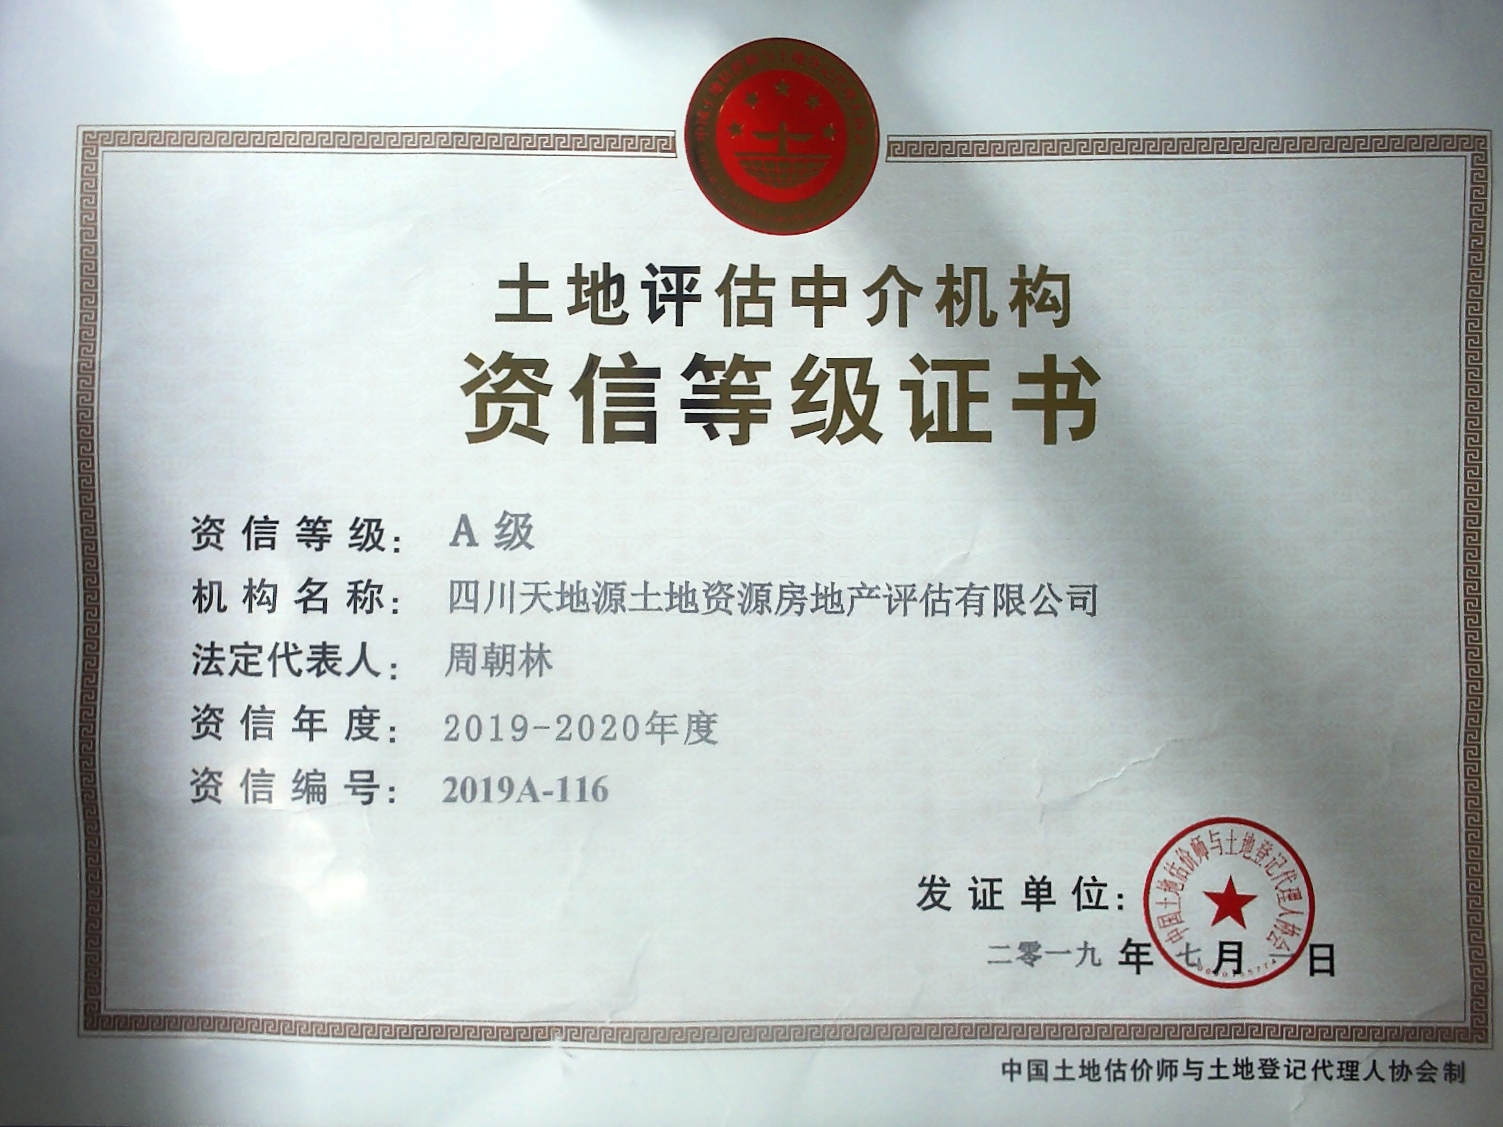 土地评估中介机构
资信等级证书
资信等级：A级
机构名称：四川天地源土地资源房地产评估有限公司
法定代表人：周朝林
资信年度：2019-2020年度
资信编号：2019A-116
发证单位：
中国土地估价师与土地登记代理人协会
二零一九年七月一日
中国土地估价师与土地登记代理人协会制